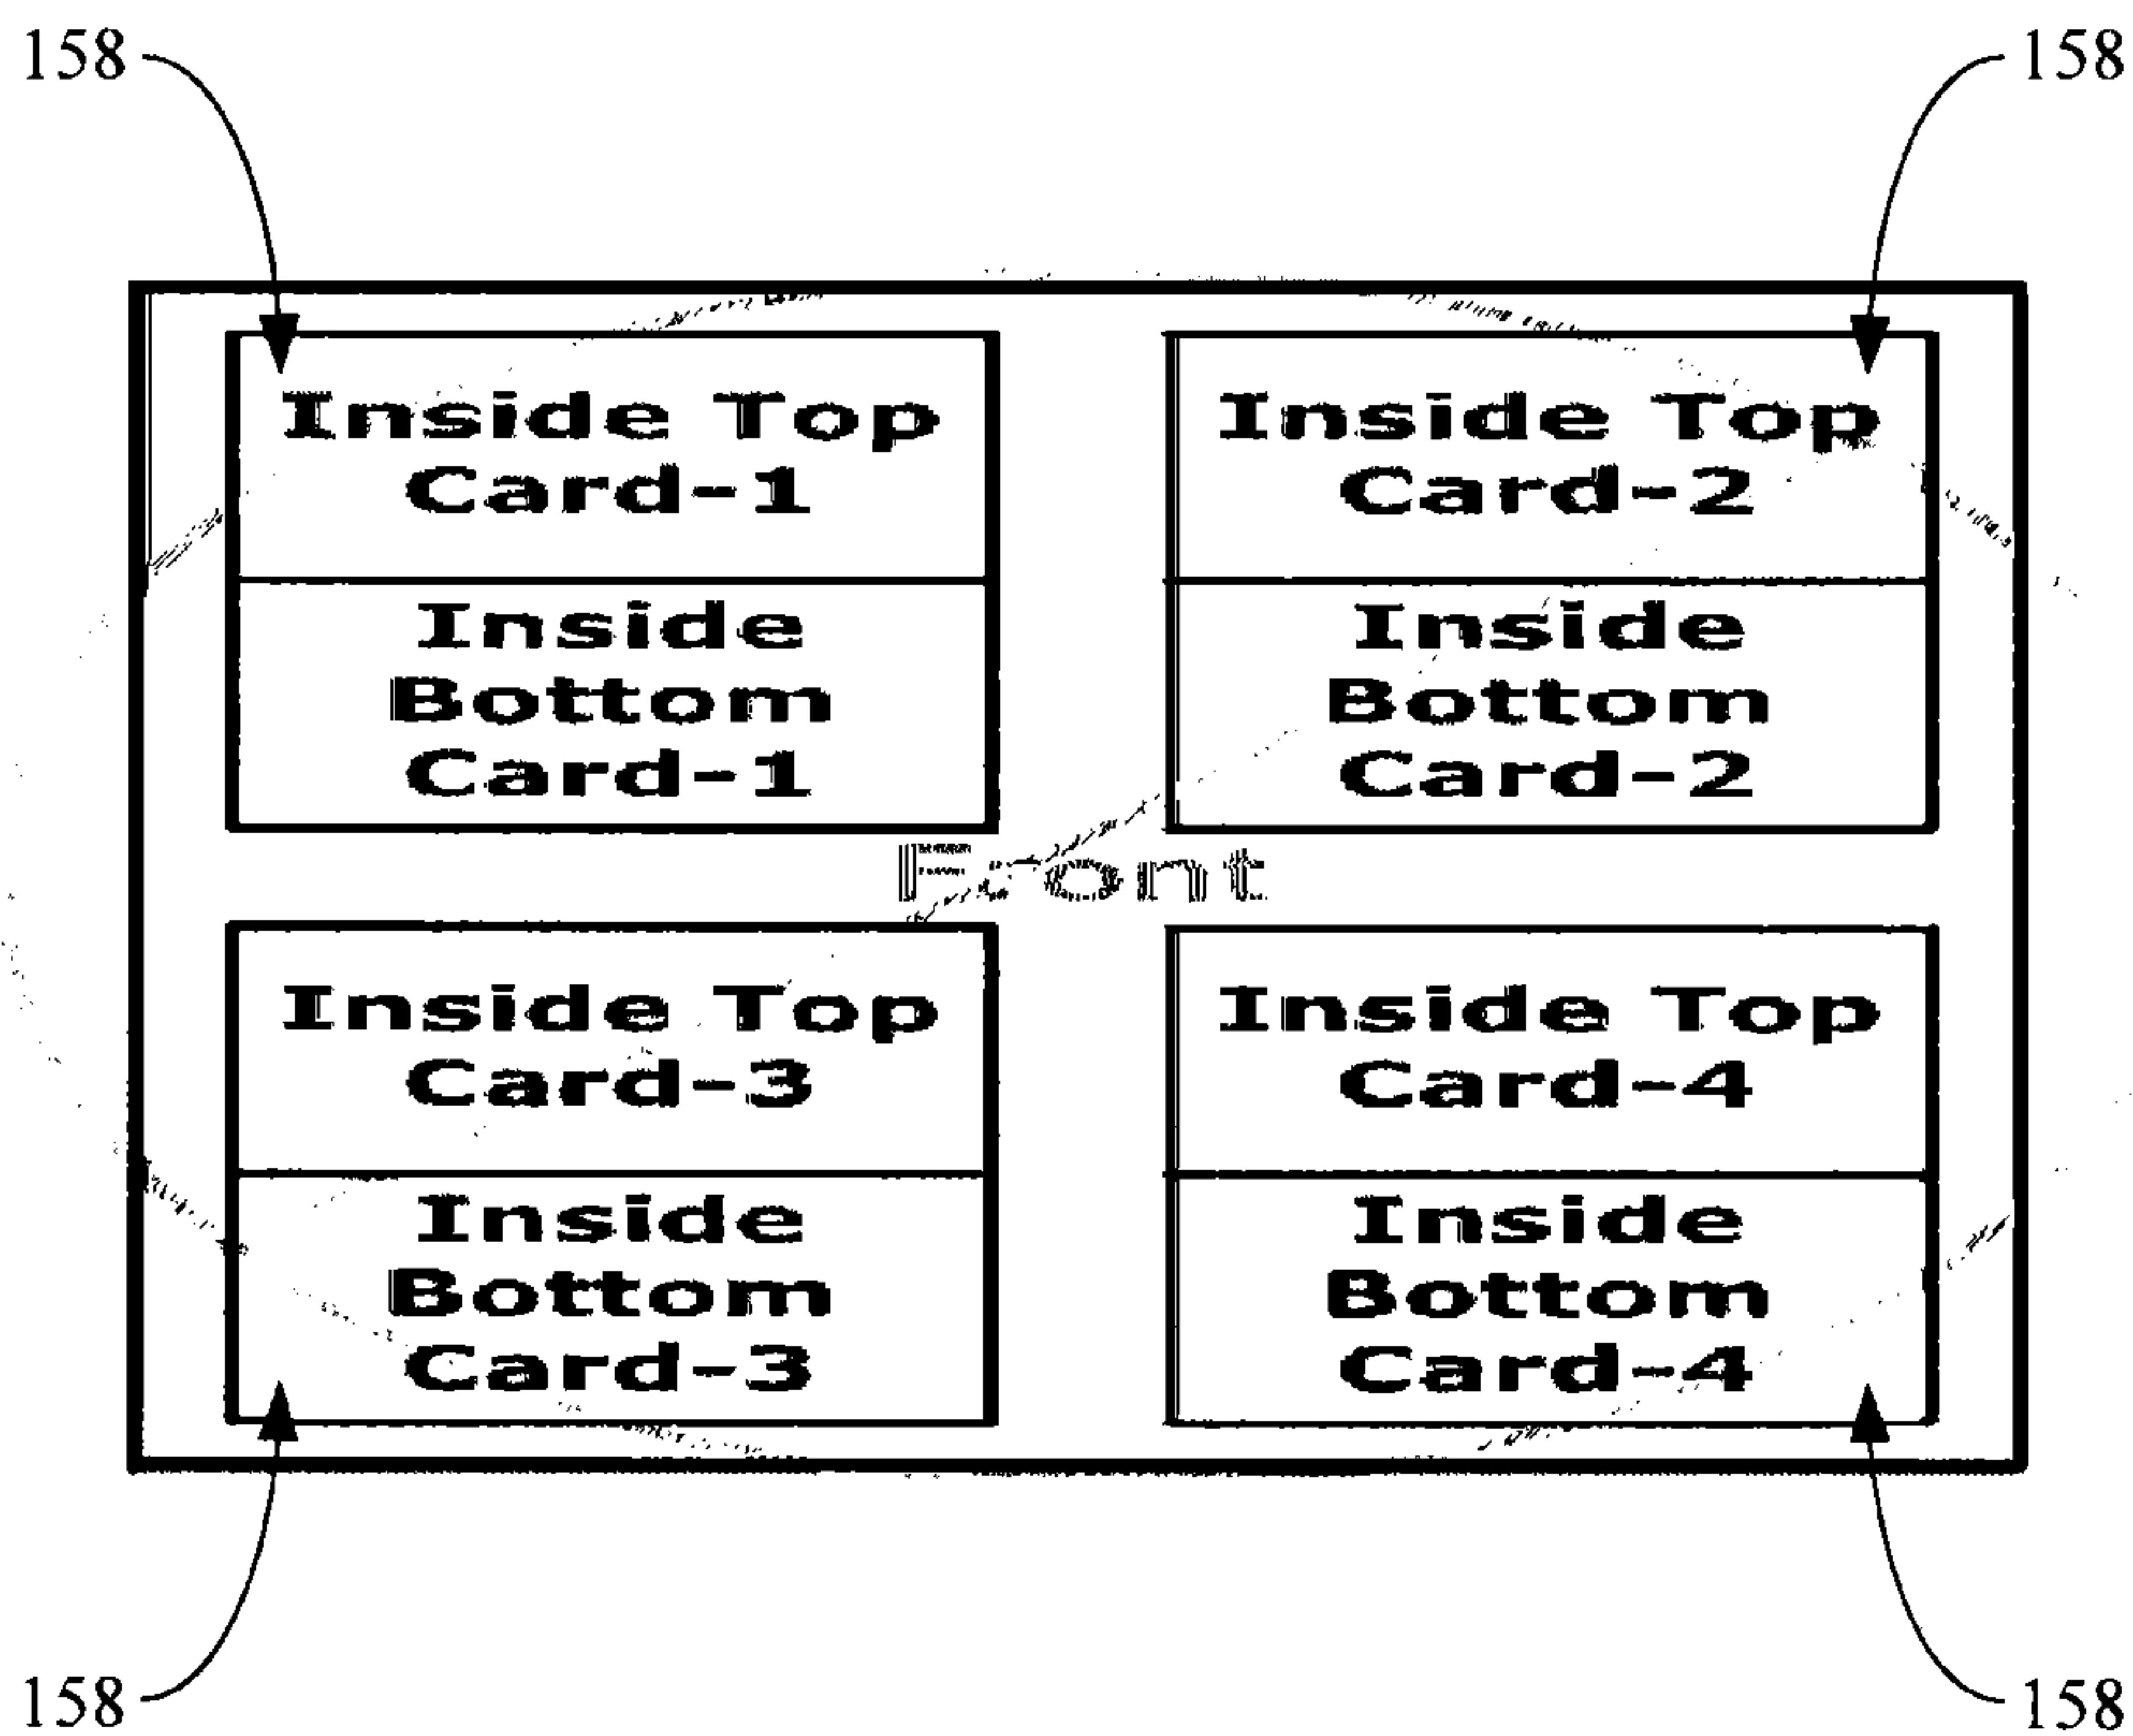 158
158
Inside Top
Card-1
Inside
Bottom
Card-1
Inside Top
Card-2
Inside
Bottom
Card-2
Front
Inside Top
Card-3
Inside
Bottom
Card-3
Inside Top
Card-4
Inside
Bottom
Card-4
158
158